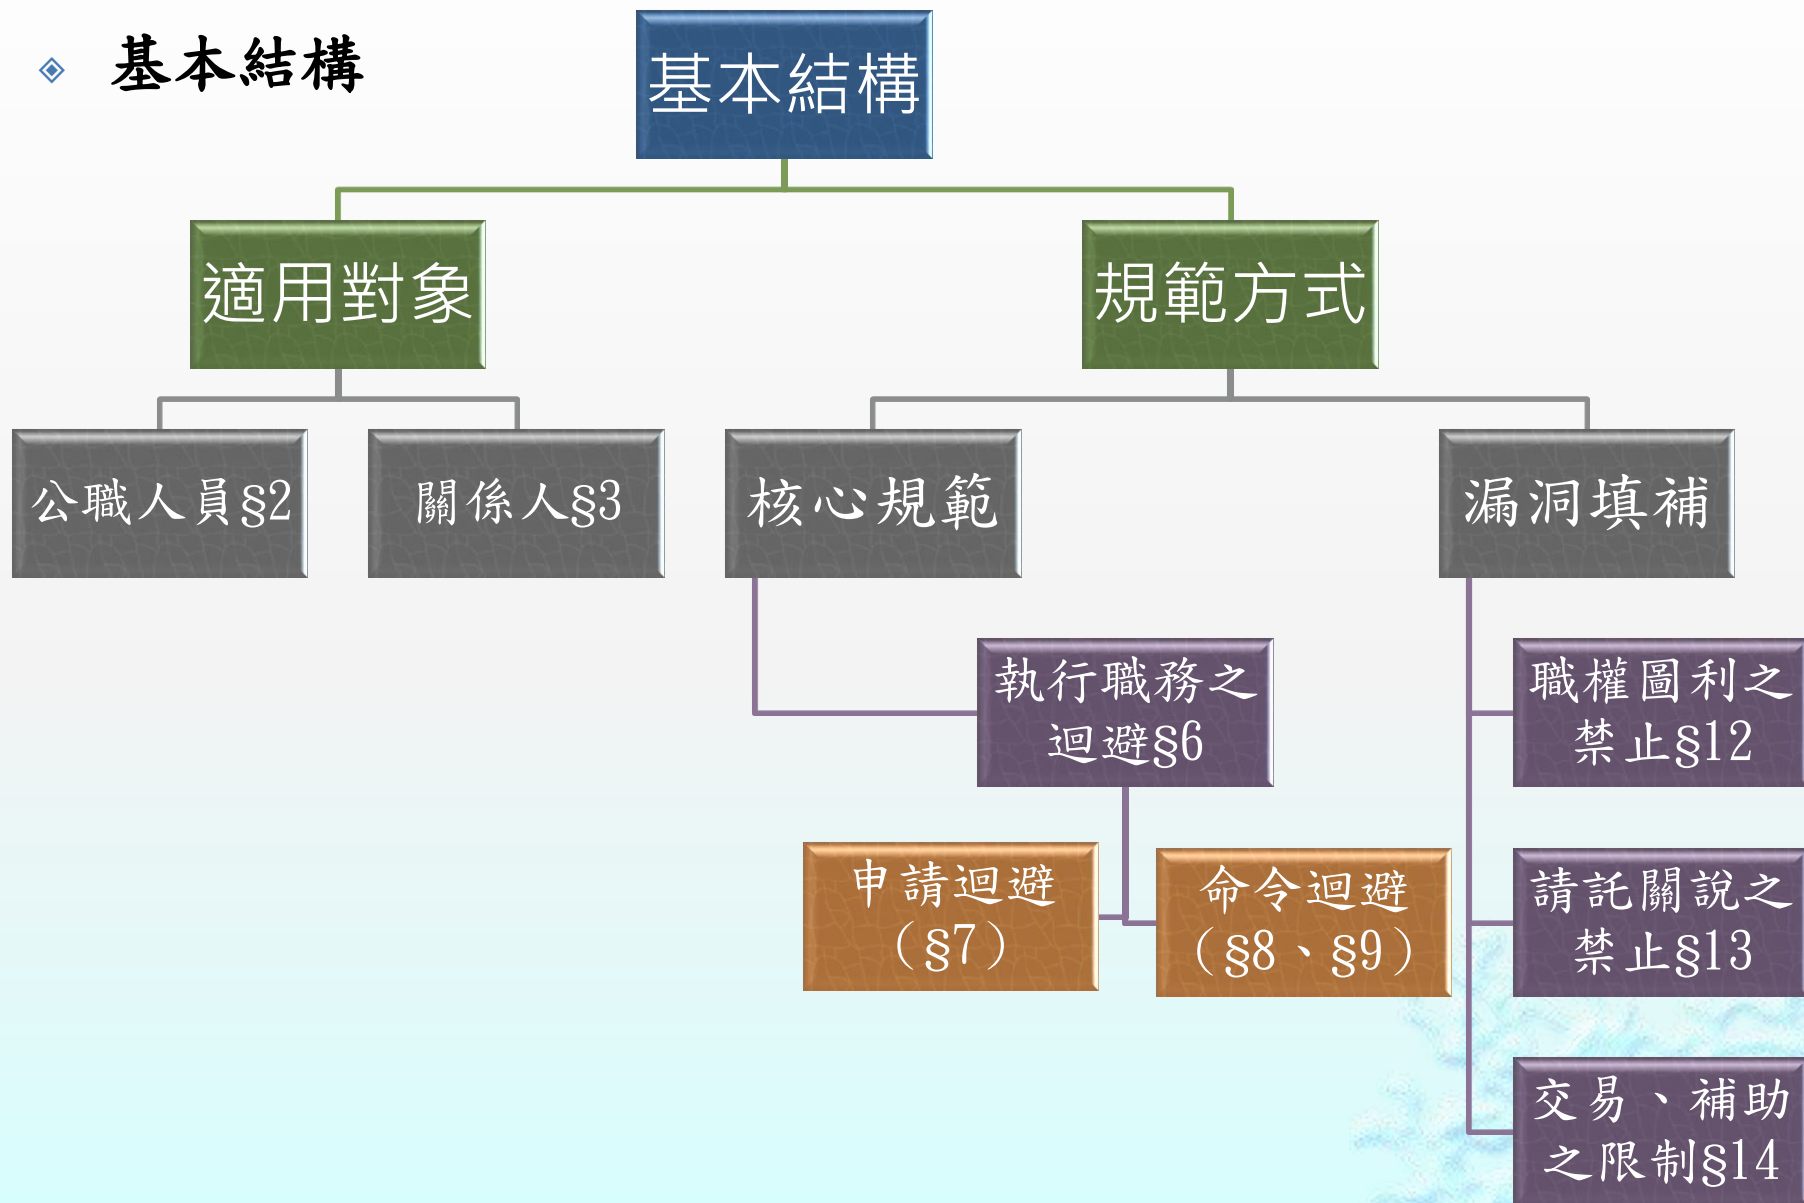 基本結構
基本結構
適用對象
規範方式
公職人員§2
關係人§3
核心規範
漏洞填補
執行職務之
迴避§6
職權圖利之
禁止§12
申請迴避
（§7）
命令迴避
（§8、§9）
請託關說之
禁止§13
交易、補助
之限制§14